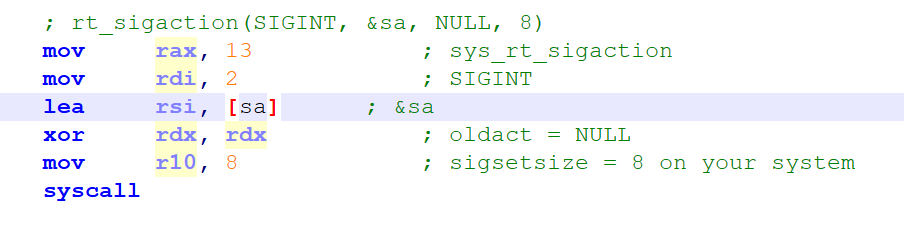 ; rt_sigaction(SIGINT, &sa, NULL, 8)
mov rax, 13 ; sys_rt_sigaction
mov rdi, 2 ; SIGINT
lea rsi, [sa] ; &sa
xor rdx, rdx ; oldact = NULL
mov r10, 8 ; sigsetsize = 8 on your system
syscall